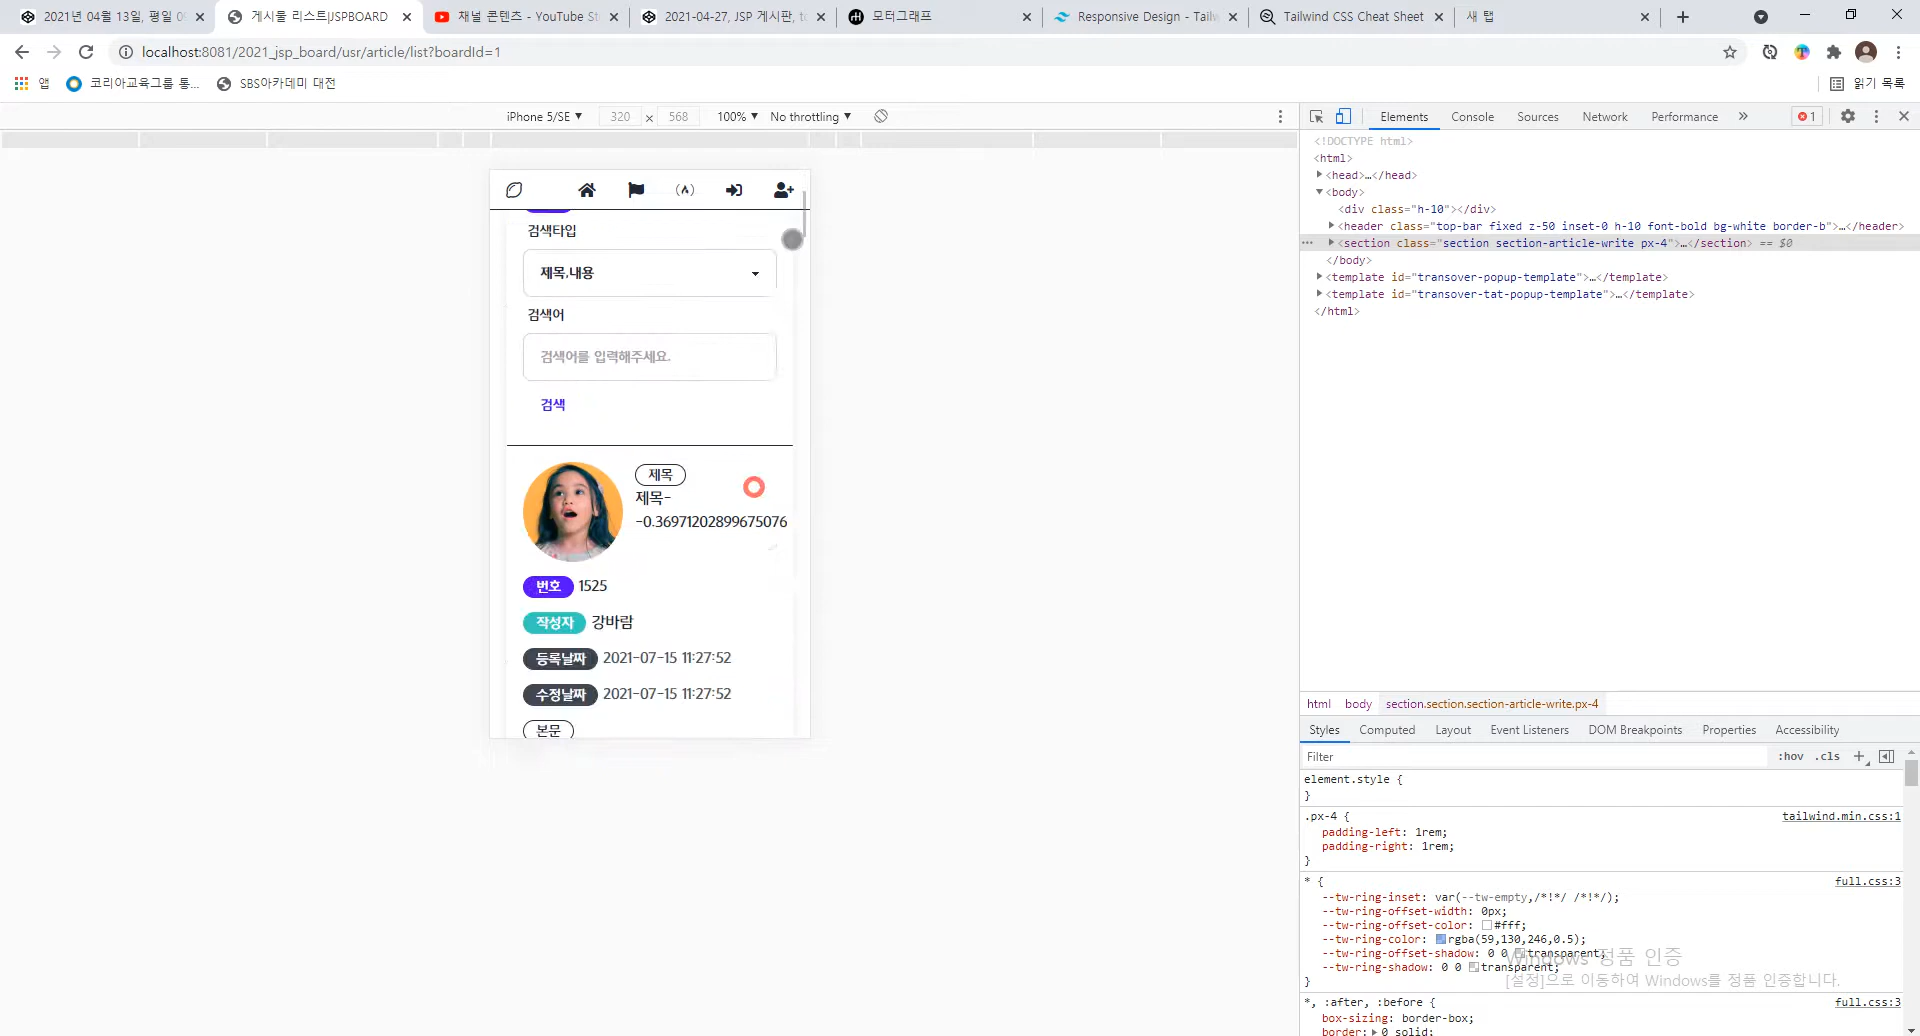 2021년 04월 13일, 평일 0
게시물 리스트|JSPBOARD
채널 콘텐츠 - YouTube St
2021-04-27, JSP 게시판, t
모터그래프
Responsive Design - Tailw
Tailwind CSS Cheat Sheet
새 탭
localhost:8081/2021_jsp_board/usr/article/list?boardId=1
앱
코리아교육그룹 통...
SBS아카데미 대전
읽기 목록
iPhone 5/SE ▼ 320 x 568 100% ▼ No throttling ▼
Elements Console Sources Network Performance » 1
검색타입
제목,내용
검색어
검색어를 입력해주세요.
검색
제목
제목-
-0.36971202899675076
번호 1525
작성자 강바람
등록날짜 2021-07-15 11:27:52
수정날짜 2021-07-15 11:27:52
본문
<!DOCTYPE html>
<html>
<head>…</head>
<body>
<div class="h-10"></div>
<header class="top-bar fixed z-50 inset-0 h-10 font-bold bg-white border-b">…</header>
<section class="section section-article-write px-4">…</section> == $0
</body>
<template id="transover-popup-template">…</template>
<template id="transover-tat-popup-template">…</template>
</html>
html body section.section.section-article-write.px-4
Styles Computed Layout Event Listeners DOM Breakpoints Properties Accessibility
Filter :hov .cls +
element.style {
}
.px-4 { tailwind.min.css:1
padding-left: 1rem;
padding-right: 1rem;
}
* { full.css:3
--tw-ring-inset: var(--tw-empty,/*!*/ /*!*/);
--tw-ring-offset-width: 0px;
--tw-ring-offset-color: #fff;
--tw-ring-color: rgba(59,130,246,0.5);
--tw-ring-offset-shadow: 0 0 transparent;
--tw-ring-shadow: 0 0 transparent;
}
Windows 정품 인증
[설정]으로 이동하여 Windows를 정품 인증합니다.
*, :after, :before { full.css:3
box-sizing: border-box;
border: 0 solid;